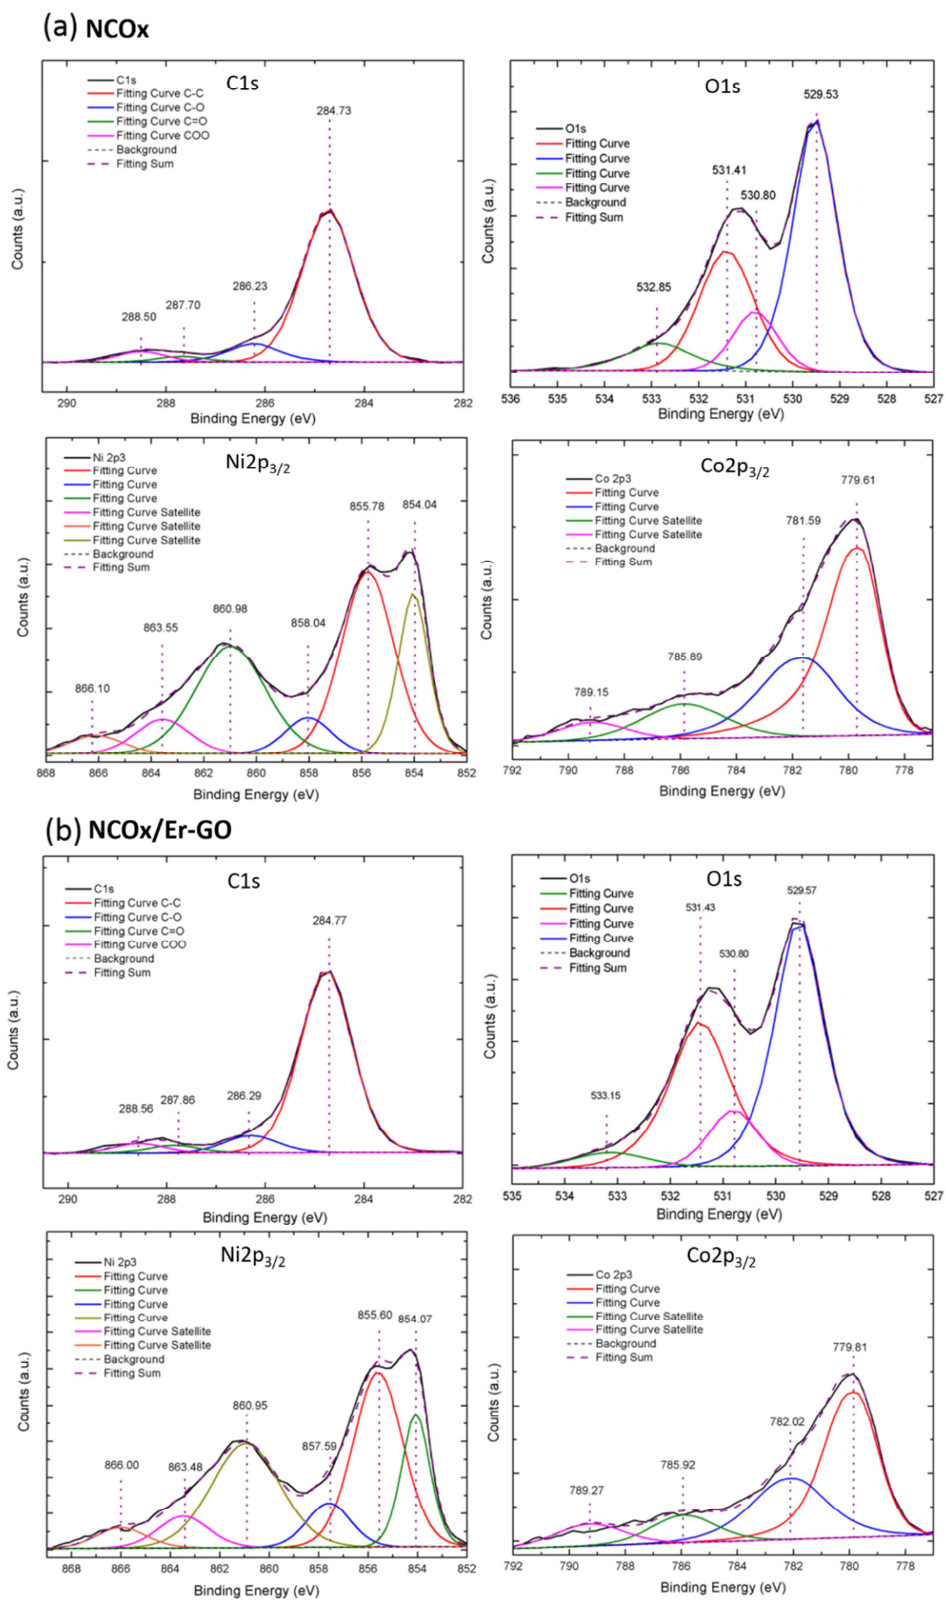 (a) NCOx
C1s
C1s
Fitting Curve C-C
Fitting Curve C-O
Fitting Curve C=O
Fitting Curve COO
Background
Fitting Sum
284.73
286.23
287.70
288.50
Counts (a.u.)
290 288 286 284 282
Binding Energy (eV)
O1s
O1s
Fitting Curve
Fitting Curve
Fitting Curve
Fitting Curve
Background
Fitting Sum
529.53
531.41
530.80
532.85
Counts (a.u.)
536 535 534 533 532 531 530 529 528 527
Binding Energy (eV)
Ni2p3/2
Ni 2p3
Fitting Curve
Fitting Curve
Fitting Curve
Fitting Curve Satellite
Fitting Curve Satellite
Fitting Curve Satellite
Background
Fitting Sum
855.78
854.04
860.98
863.55
858.04
866.10
Counts (a.u.)
868 866 864 862 860 858 856 854 852
Binding Energy (eV)
Co2p3/2
Co 2p3
Fitting Curve
Fitting Curve
Fitting Curve Satellite
Fitting Curve Satellite
Background
Fitting Sum
779.61
781.59
785.89
789.15
Counts (a.u.)
792 790 788 786 784 782 780 778
Binding Energy (eV)
(b) NCOx/Er-GO
C1s
C1s
Fitting Curve C-C
Fitting Curve C-O
Fitting Curve C=O
Fitting Curve COO
Background
Fitting Sum
284.77
286.29
287.86
288.56
Counts (a.u.)
290 288 286 284 282
Binding Energy (eV)
O1s
O1s
Fitting Curve
Fitting Curve
Fitting Curve
Fitting Curve
Background
Fitting Sum
529.57
531.43
530.80
533.15
Counts (a.u.)
535 534 533 532 531 530 529 528 527
Binding Energy (eV)
Ni2p3/2
Ni 2p3
Fitting Curve
Fitting Curve
Fitting Curve
Fitting Curve
Fitting Curve Satellite
Fitting Curve Satellite
Background
Fitting Sum
855.60
854.07
860.95
857.59
863.48
866.00
Counts (a.u.)
868 866 864 862 860 858 856 854 852
Binding Energy (eV)
Co2p3/2
Co 2p3
Fitting Curve
Fitting Curve
Fitting Curve Satellite
Fitting Curve Satellite
Background
Fitting Sum
779.81
782.02
785.92
789.27
Counts (a.u.)
792 790 788 786 784 782 780 778
Binding Energy (eV)